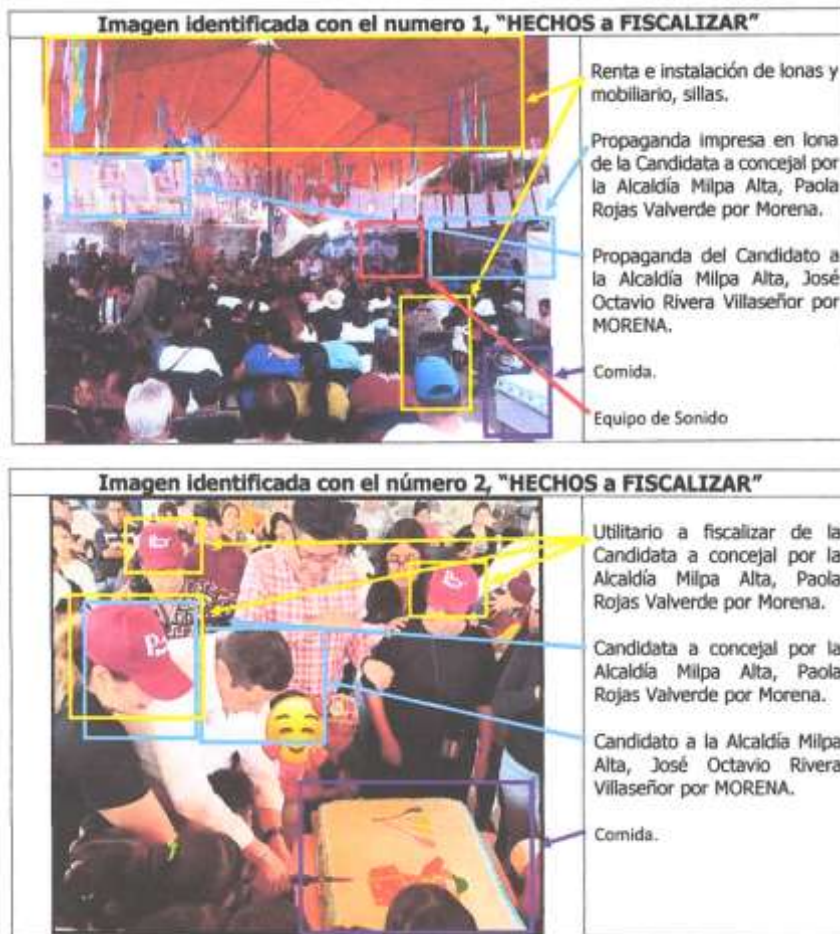 Imagen identificada con el numero 1, "HECHOS a FISCALIZAR"
Renta e instalación de lonas y
mobiliario, sillas.
Propaganda impresa en lona
de la Candidata a concejal por
la Alcaldía Milpa Alta, Paola
Rojas Valverde por Morena.
Propaganda del Candidato a
la Alcaldía Milpa Alta, José
Octavio Rivera Villaseñor por
MORENA.
Comida.
Equipo de Sonido
Imagen identificada con el número 2, "HECHOS a FISCALIZAR"
Utilitario a fiscalizar de la
Candidata a concejal por la
Alcaldía Milpa Alta, Paola
Rojas Valverde por Morena.
Candidata a concejal por la
Alcaldía Milpa Alta, Paola
Rojas Valverde por Morena.
Candidato a la Alcaldía Milpa
Alta, José Octavio Rivera
Villaseñor por MORENA.
Comida.